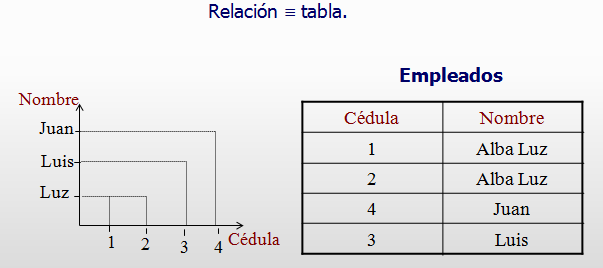 Relación ≡ tabla.
Nombre
Juan
Luis
Luz
1 2 3 4 Cédula
Empleados
Cédula Nombre
1 Alba Luz
2 Alba Luz
4 Juan
3 Luis